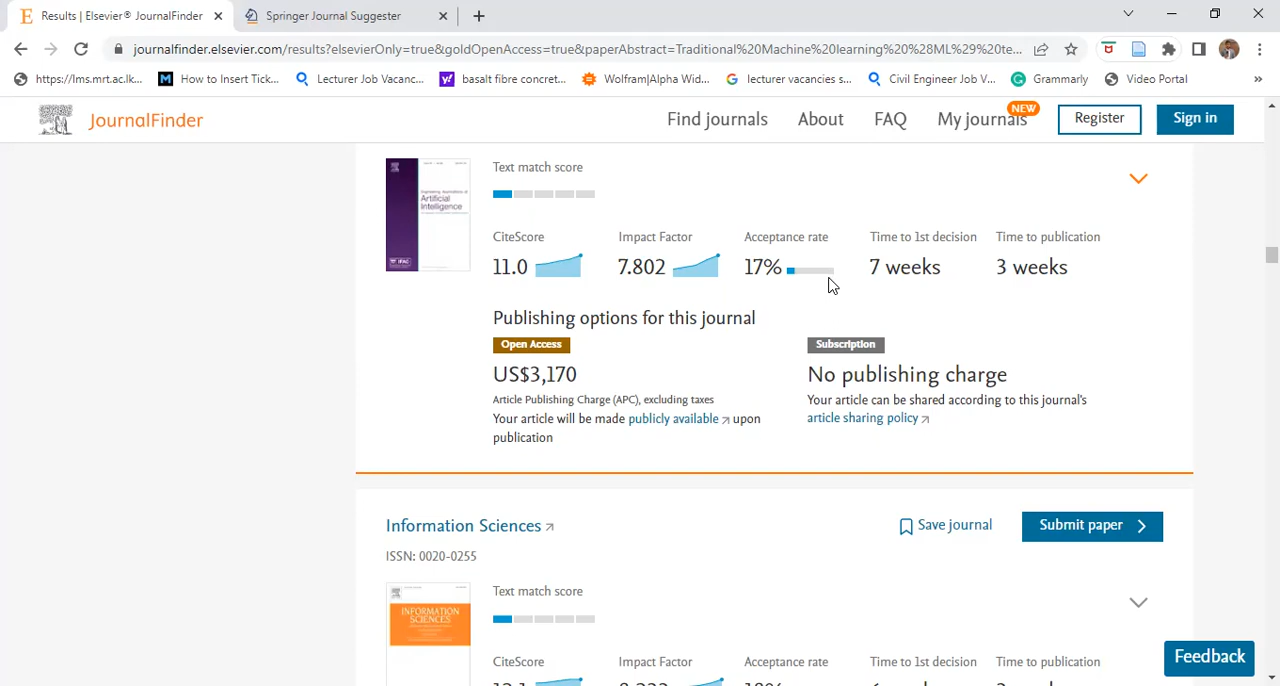 Results | Elsevier® JournalFinder
Springer Journal Suggester
journalfinder.elsevier.com/results?elsevierOnly=true&goldOpenAccess=true&paperAbstract=Traditional%20Machine%20learning%20%28ML%29%20te...
https://lms.mrt.ac.lk...
How to Insert Tick...
Lecturer Job Vacanc...
basalt fibre concret...
Wolfram|Alpha Wid...
lecturer vacancies s...
Civil Engineer Job V...
Grammarly
Video Portal
JournalFinder
Find journals
About
FAQ
My journals
NEW
Register
Sign in
Artificial
Intelligence
Text match score
CiteScore
Impact Factor
Acceptance rate
Time to 1st decision
Time to publication
11.0
7.802
17%
7 weeks
3 weeks
Publishing options for this journal
Open Access
Subscription
US$3,170
No publishing charge
Article Publishing Charge (APC), excluding taxes
Your article can be shared according to this journal's
Your article will be made publicly available upon
article sharing policy
publication
Information Sciences
Save journal
Submit paper
ISSN: 0020-0255
INFORMATION
SCIENCES
Text match score
CiteScore
Impact Factor
Acceptance rate
Time to 1st decision
Time to publication
Feedback